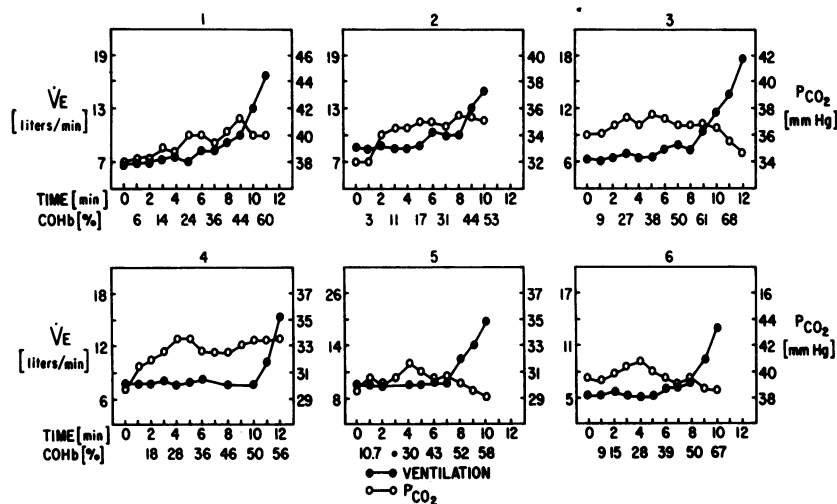 1 2 3
19 46 19 40 18 42
44 38 40
V̇E 13 42 13 36 12 38 PCO2
[liters/min] 40 34 36 [mm Hg]
7 38 7 32 6 34
TIME [min] 0 2 4 6 8 10 12 0 2 4 6 8 10 12 0 2 4 6 8 10 12
COHb [%] 6 14 24 36 44 60 3 11 17 31 44 53 9 27 38 50 61 68
4 5 6
18 37 26 37 17 16
35 35 44
V̇E 12 33 14 33 11 42 PCO2
[liters/min] 31 31 40 [mm Hg]
6 29 8 29 5 38
TIME [min] 0 2 4 6 8 10 12 0 2 4 6 8 10 12 0 2 4 6 8 10 12
COHb [%] 18 28 36 46 50 56 10.7 • 30 43 52 58 9 15 28 39 50 67
VENTILATION
PCO2